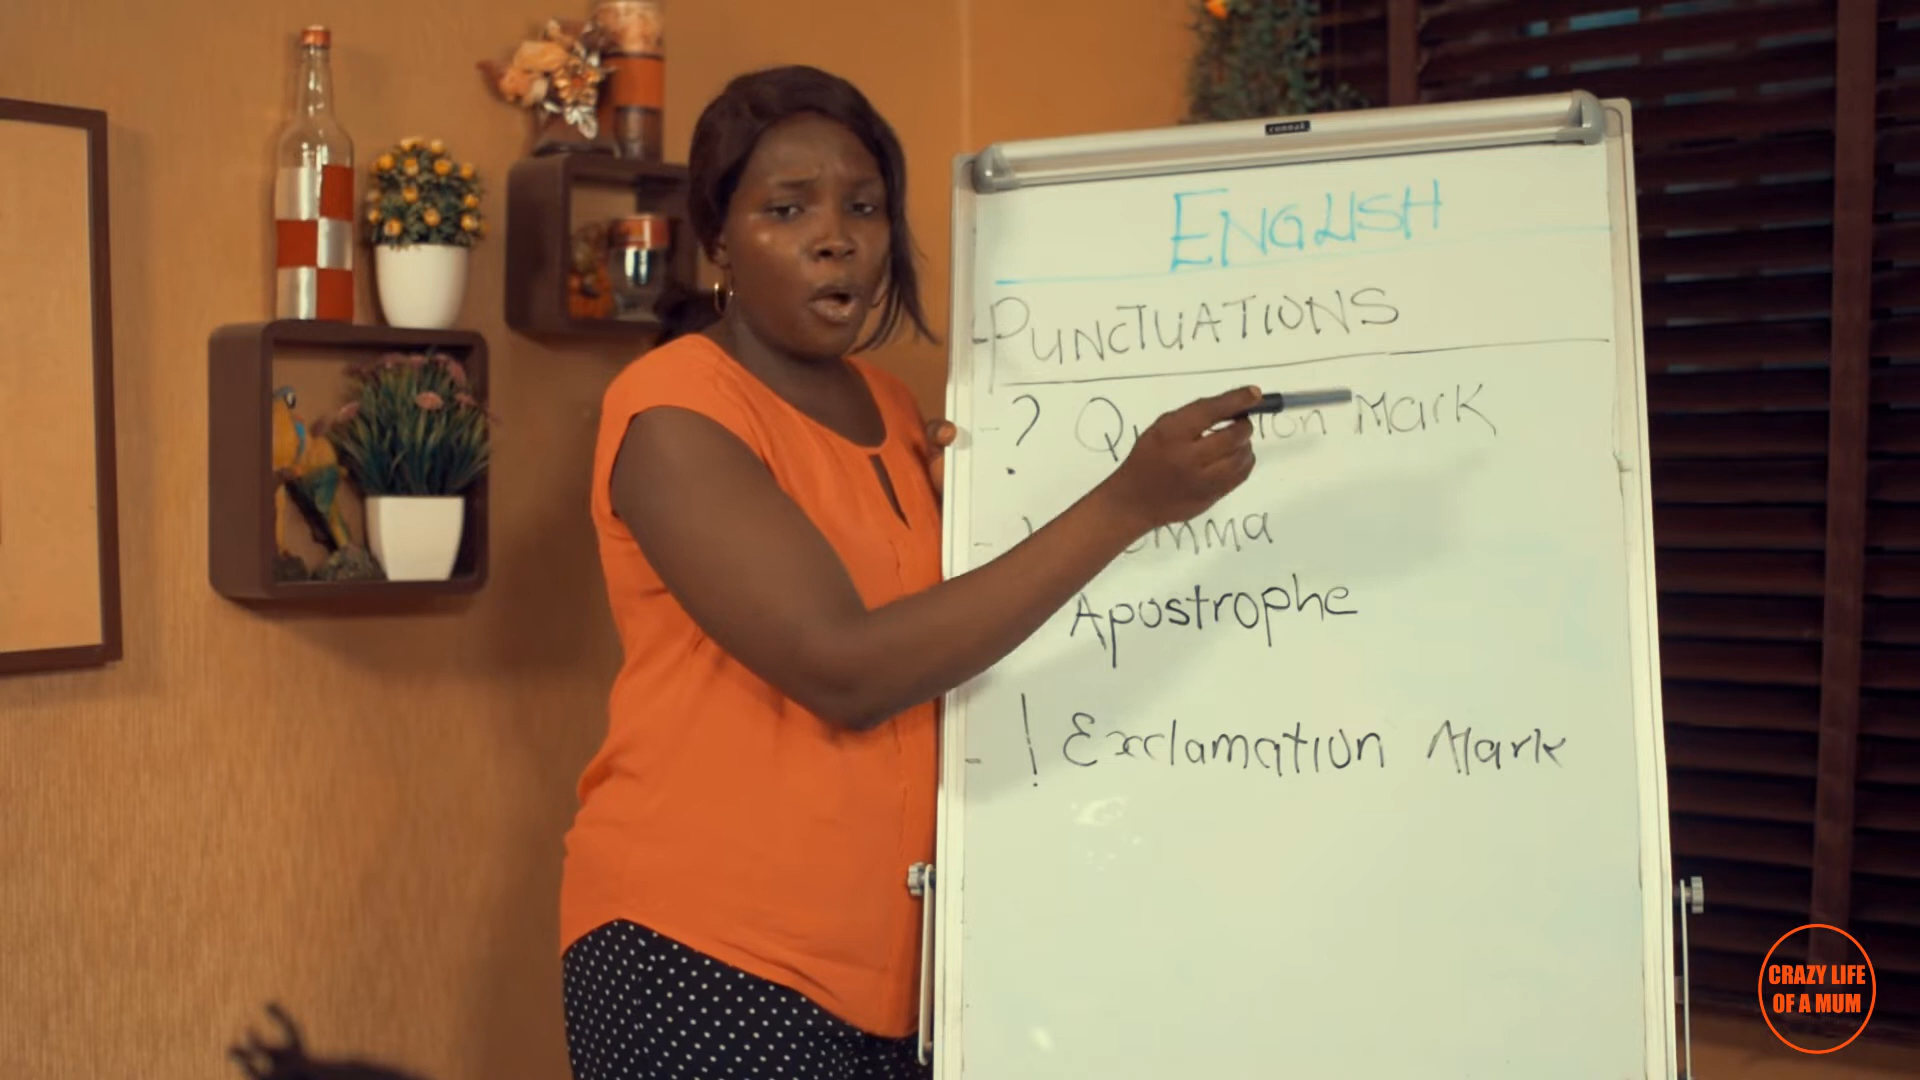 ENGLISH
- PUNCTUATIONS
- ? Mark
Apostrophe
- ! Exclamation Mark
CRAZY LIFE
OF A MUM